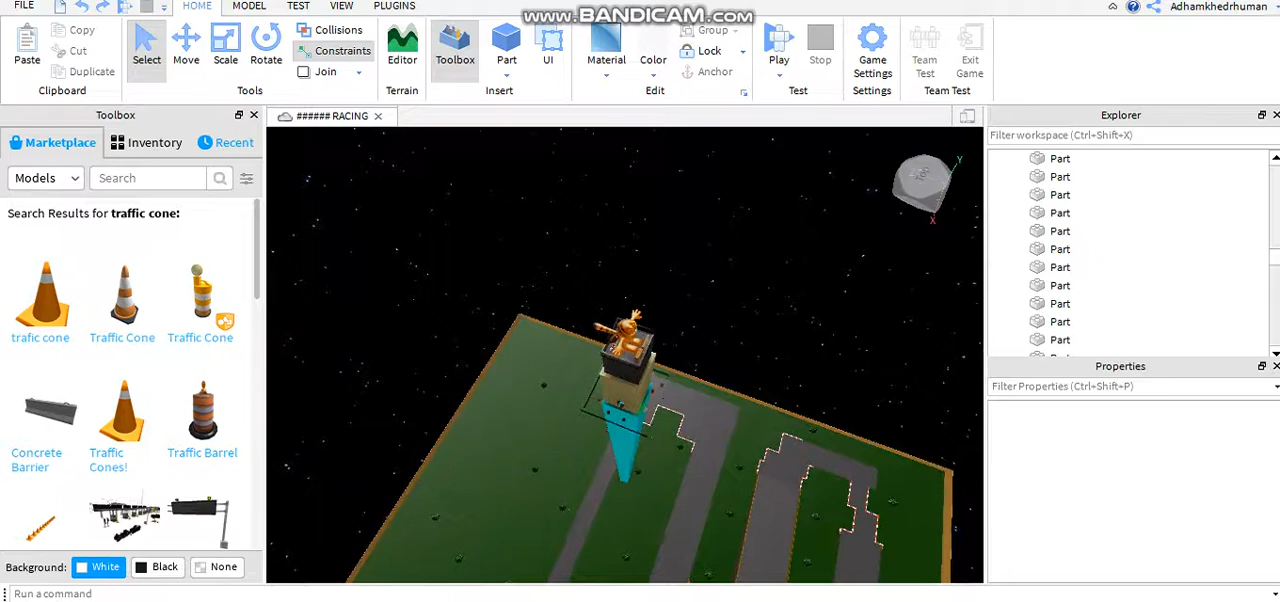 www.BANDICAM.com
FILE HOME MODEL TEST VIEW PLUGINS Adhamkhedrhuman
Copy Collisions Group
Cut Constraints Lock
Paste Duplicate Select Move Scale Rotate Join Editor Toolbox Part UI Material Color Anchor Play Stop Game Settings Team Test Exit Game
Clipboard Tools Terrain Insert Edit Test Settings Team Test
Toolbox
###### RACING
Explorer
Marketplace Inventory Recent
Filter workspace (Ctrl+Shift+X)
Models Search
Search Results for traffic cone:
trafic cone Traffic Cone Traffic Cone
Concrete Barrier Traffic Cones! Traffic Barrel
Background: White Black None
Part
Part
Part
Part
Part
Part
Part
Part
Part
Part
Part
Properties
Filter Properties (Ctrl+Shift+P)
Y
X
Run a command